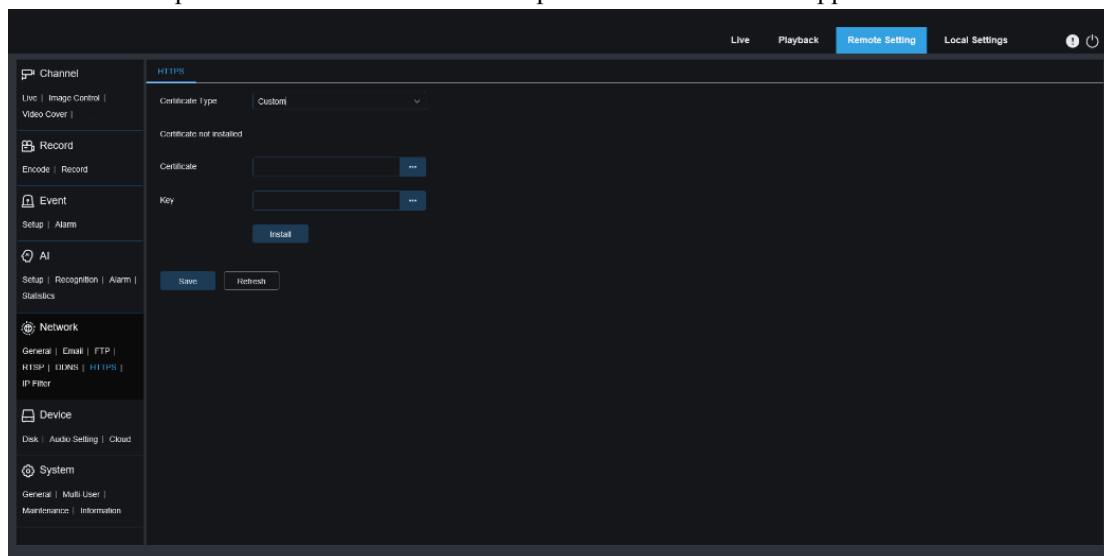 Live Playback Remote Setting Local Settings
Channel
Live | Image Control |
Video Cover |
Record
Encode | Record
Event
Setup | Alarm
AI
Setup | Recognition | Alarm |
Statistics
Network
General | Email | FTP |
RTSP | DDNS | HTTPS |
IP Filter
Device
Disk | Audio Setting | Cloud
System
General | Multi-User |
Maintenance | Information
HTTPS
Certificate Type Custom
Certificate not installed
Certificate ...
Key ...
Install
Save Refresh